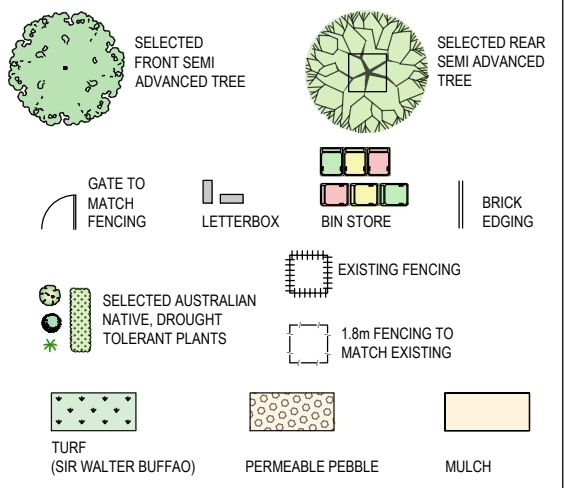 SELECTED
FRONT SEMI
ADVANCED TREE
SELECTED REAR
SEMI ADVANCED
TREE
GATE TO
MATCH
FENCING
LETTERBOX
BIN STORE
BRICK
EDGING
EXISTING FENCING
SELECTED AUSTRALIAN
NATIVE, DROUGHT
TOLERANT PLANTS
1.8m FENCING TO
MATCH EXISTING
TURF
(SIR WALTER BUFFAO)
PERMEABLE PEBBLE
MULCH